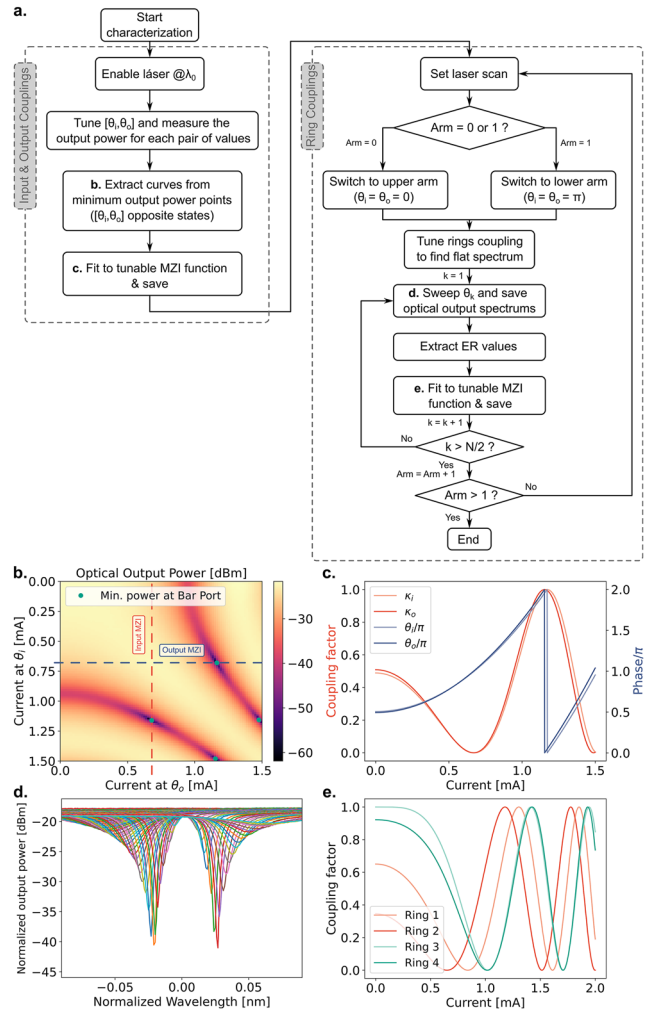 a.
Start
characterization
Input & Output Couplings
Enable láser @λ0
Tune [θi,θo] and measure the
output power for each pair of values
b. Extract curves from
minimum output power points
([θi,θo] opposite states)
c. Fit to tunable MZI function
& save
Ring Couplings
Set laser scan
Arm = 0 or 1 ?
Arm = 0
Arm = 1
Switch to upper arm
(θi = θo = 0)
Switch to lower arm
(θi = θo = π)
Tune rings coupling
to find flat spectrum
k = 1
d. Sweep θk and save
optical output spectrums
Extract ER values
e. Fit to tunable MZI
function & save
k = k + 1
No
k > N/2 ?
Yes
Arm = Arm + 1
No
Arm > 1 ?
Yes
End
b.
Optical Output Power [dBm]
Min. power at Bar Port
Input MZI
Output MZI
Current at θi [mA]
0.00
0.25
0.50
0.75
1.00
1.25
1.50
0.0
0.5
1.0
1.5
Current at θo [mA]
−30
−40
−50
−60
c.
κi
κo
θi/π
θo/π
Coupling factor
1.0
0.8
0.6
0.4
0.2
0.0
0.0
0.5
1.0
1.5
Current [mA]
2.0
1.5
1.0
0.5
0.0
Phase/π
d.
Normalized output power [dBm]
−20
−25
−30
−35
−40
−45
−0.05
0.00
0.05
Normalized Wavelength [nm]
e.
Coupling factor
1.0
0.8
0.6
0.4
0.2
0.0
Ring 1
Ring 2
Ring 3
Ring 4
0.0
0.5
1.0
1.5
2.0
Current [mA]